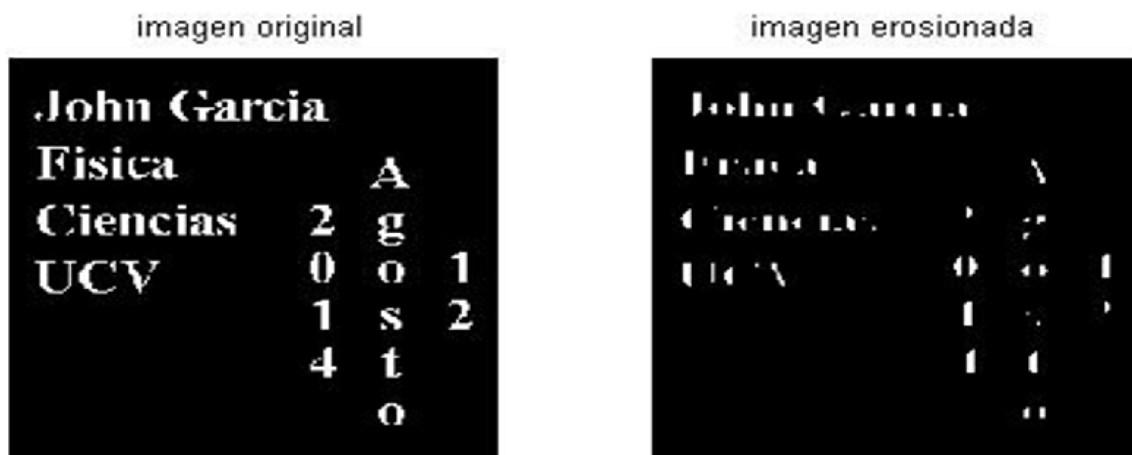 imagen original
imagen erosionada
John Garcia
Fisica
Ciencias
UCV
2
0
1
4
A
g
o
s
t
o
1
2